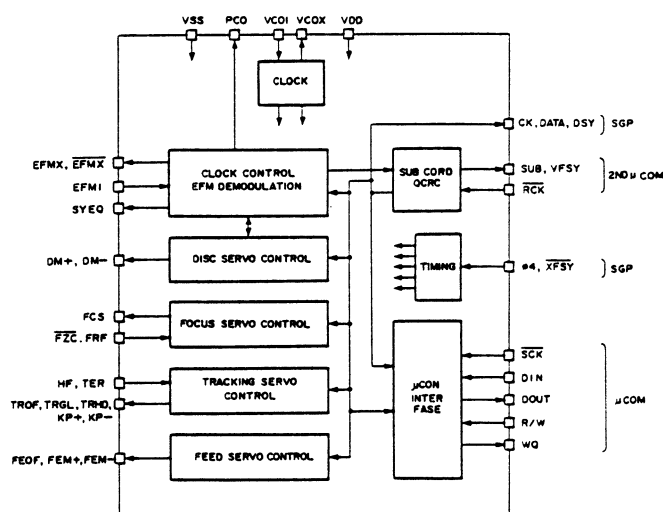 VSS PCO VCOI VCOX VDD
CLOCK
CK, DATA, DSY SGP
EFMX, EFMX
EFMI
SYEQ
CLOCK CONTROL
EFM DEMODULATION
SUB CORD
QCRC
SUB, VFSY
RCK
2ND μ COM
DM+, DM-
DISC SERVO CONTROL
TIMING
ø4, XFSY SGP
FCS
FZC, FRF
FOCUS SERVO CONTROL
HF, TER
TROF, TRGL, TRHD,
KP+, KP-
TRACKING SERVO
CONTROL
μCON
INTER
FASE
SCK
DIN
DOUT
R/W
WQ
μCOM
FEOF, FEM+, FEM-
FEED SERVO CONTROL